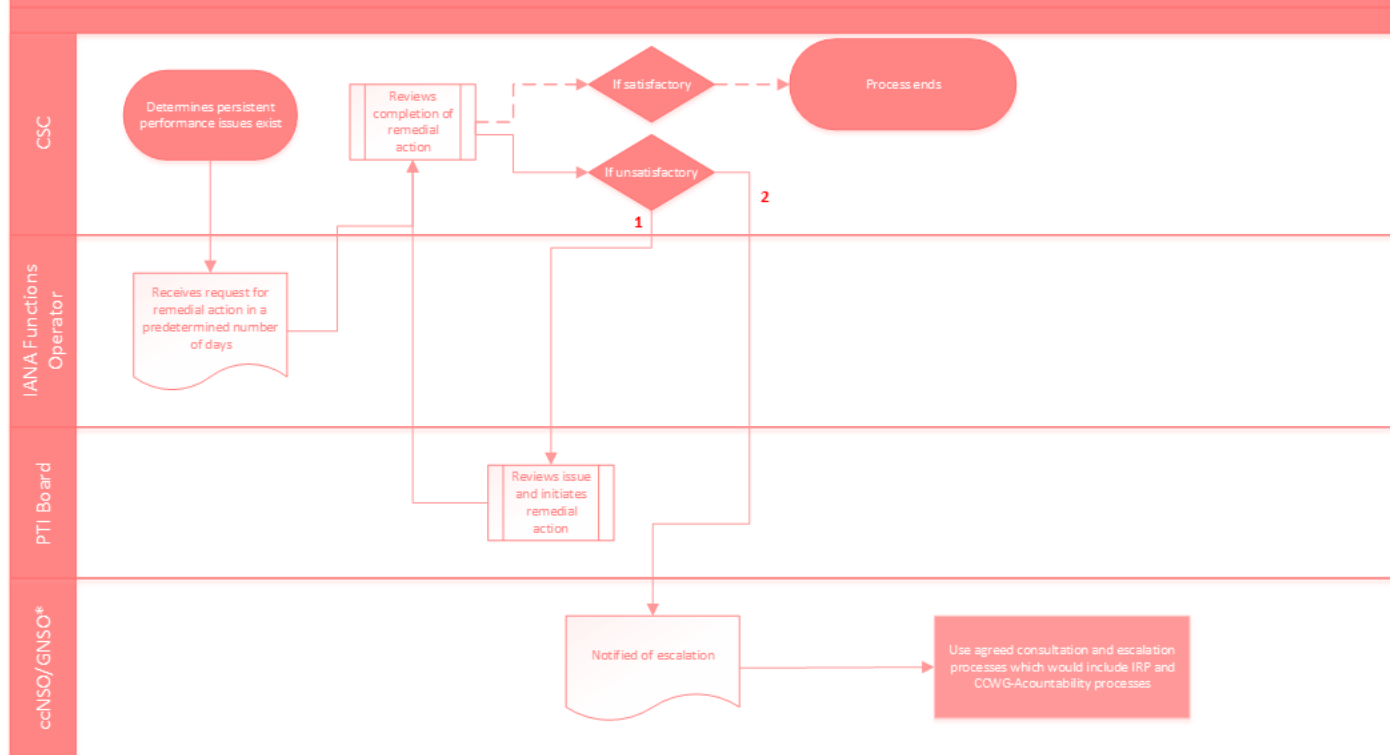 CSC
Determines persistent
performance issues exist
Reviews
completion of
remedial
action
If satisfactory
Process ends
If unsatisfactory
1
2
IANA Functions
Operator
Receives request for
remedial action in a
predetermined number
of days
PTI Board
Reviews issue
and initiates
remedial
action
ccNSO/GNSO*
Notified of escalation
Use agreed consultation and escalation
processes which would include IRP and
CCWG-Acountability processes